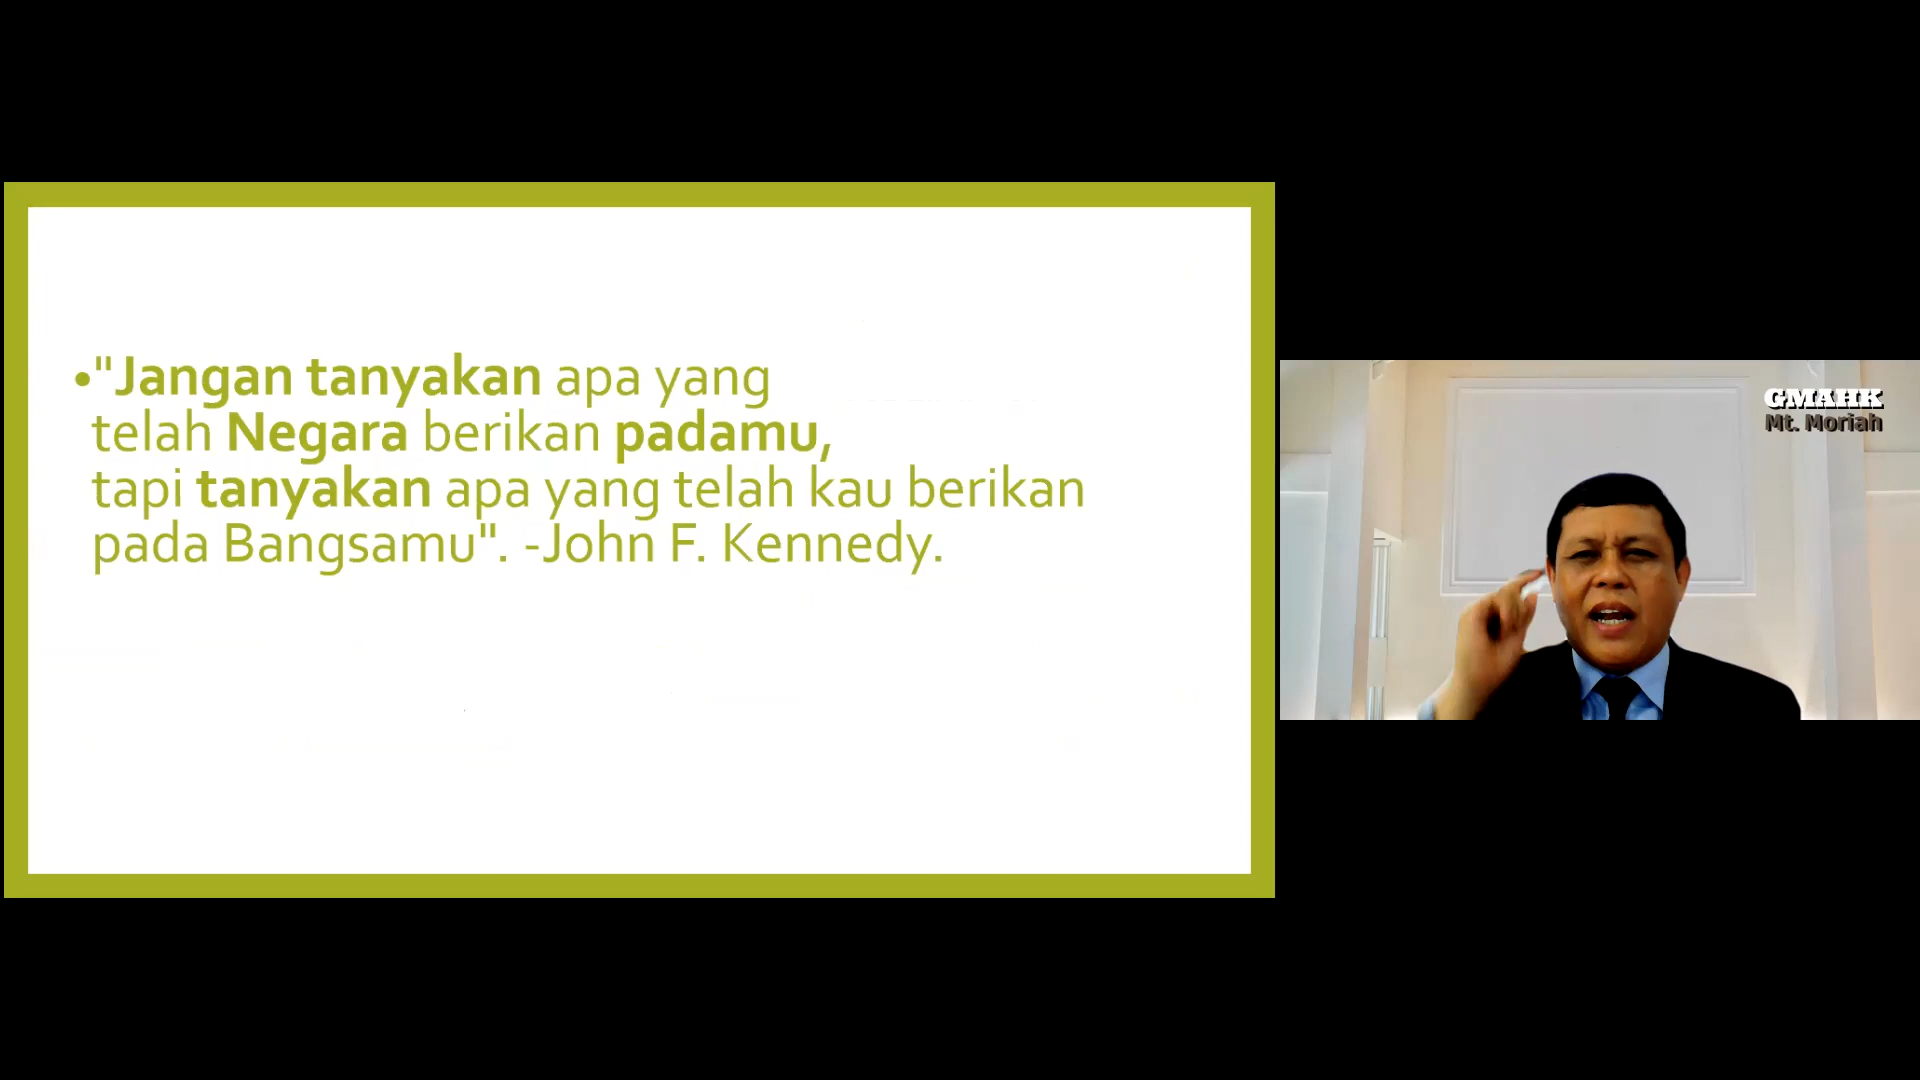 •"Jangan tanyakan apa yang
telah Negara berikan padamu,
tapi tanyakan apa yang telah kau berikan
pada Bangsamu". -John F. Kennedy.
GMAHK
Mt. Moriah